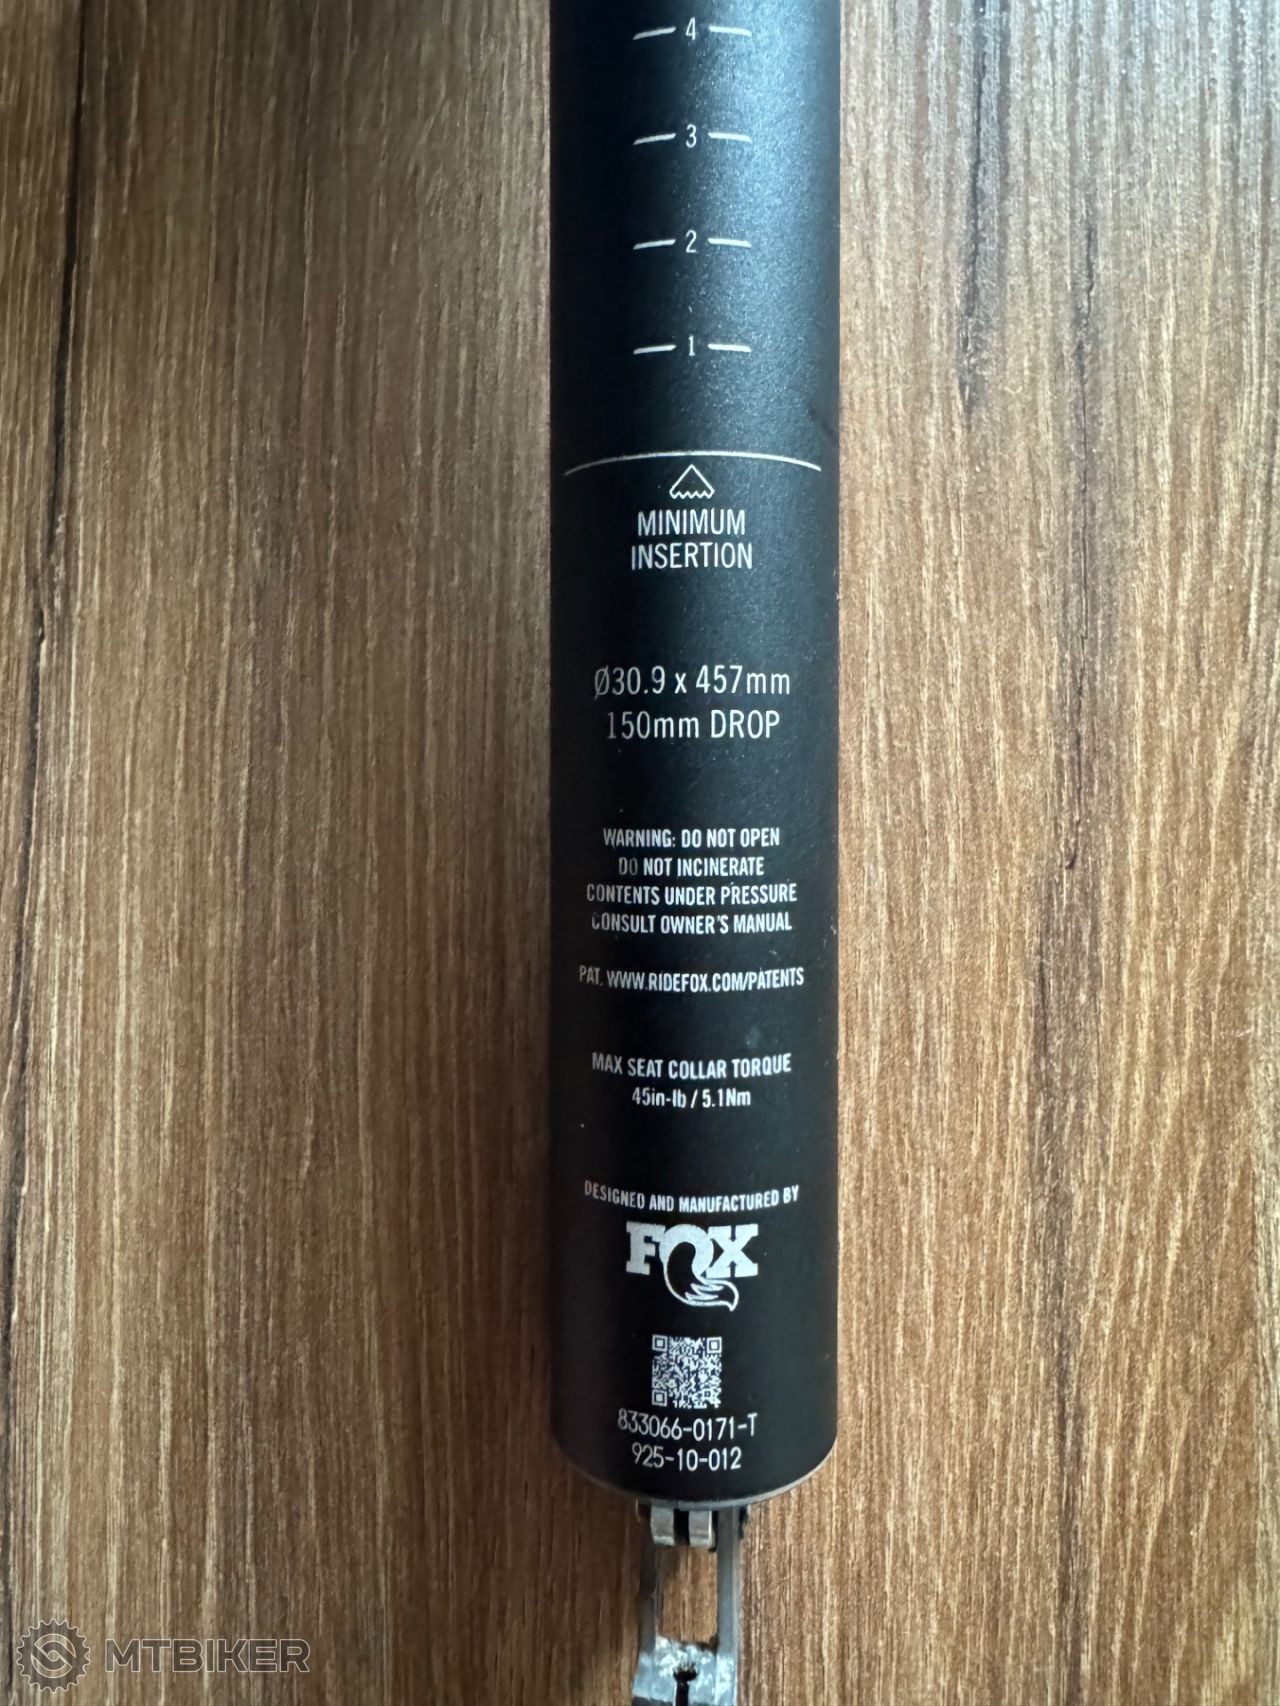 4
3
2
1
MINIMUM
INSERTION
Ø30.9 x 457mm
150mm DROP
WARNING: DO NOT OPEN
DO NOT INCINERATE
CONTENTS UNDER PRESSURE
CONSULT OWNER'S MANUAL
PAT. WWW.RIDEFOX.COM/PATENTS
MAX SEAT COLLAR TORQUE
45in-lb / 5.1Nm
DESIGNED AND MANUFACTURED BY
FOX
833066-0171-T
925-10-012
MTBIKER